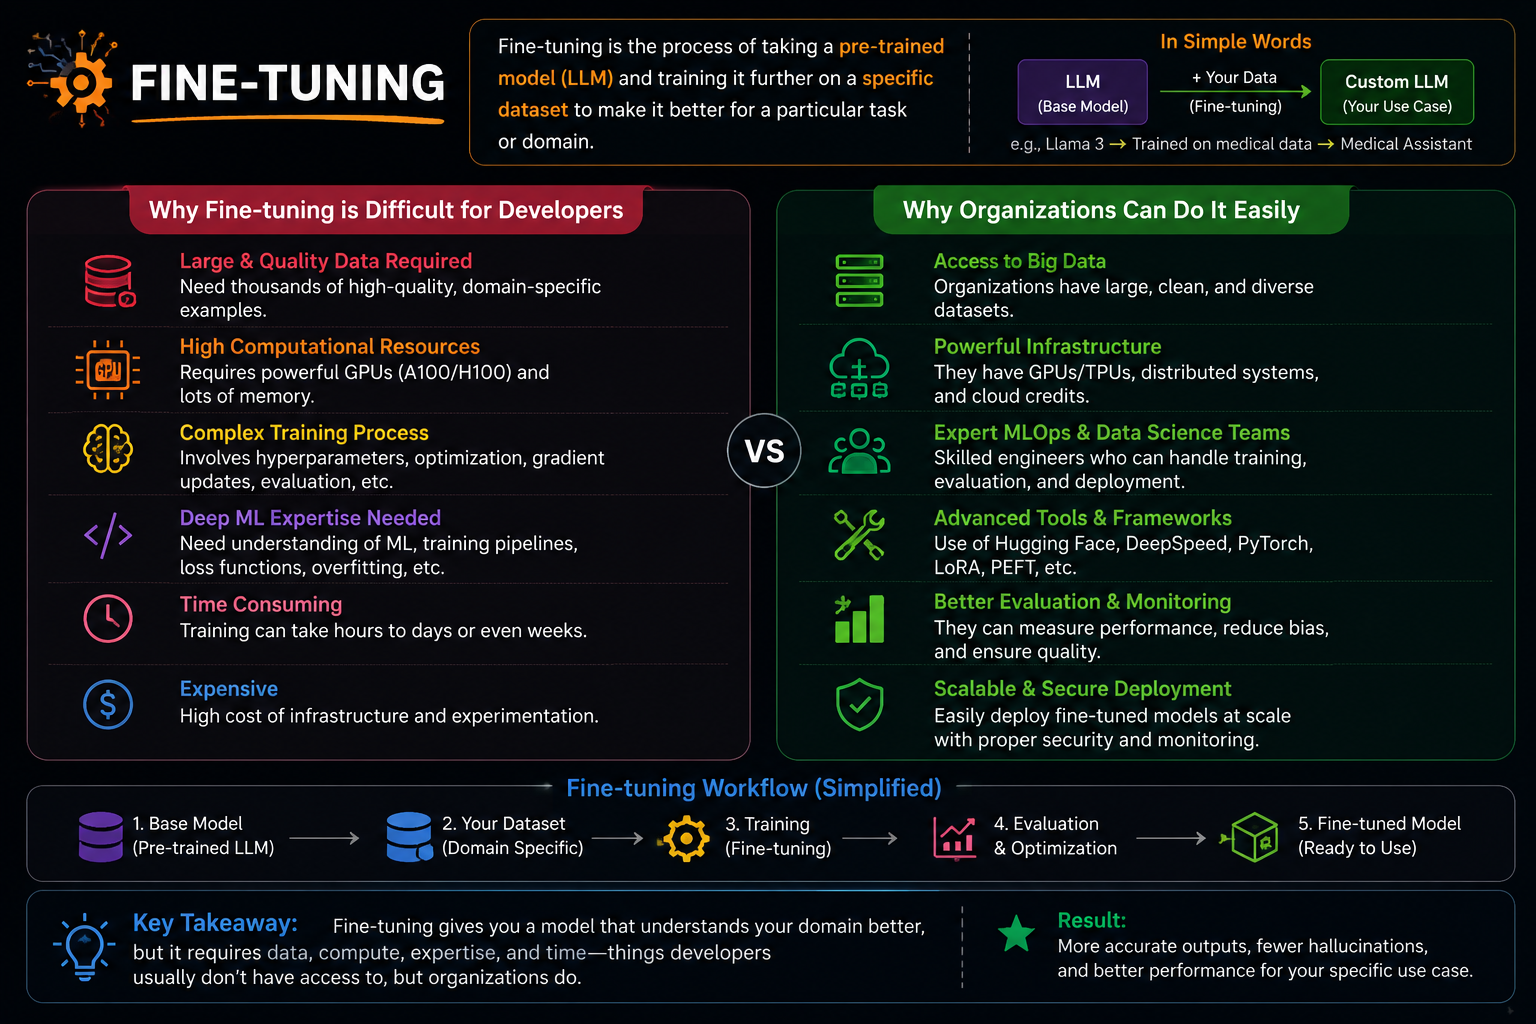 FINE-TUNING
Fine-tuning is the process of taking a pre-trained
model (LLM) and training it further on a specific
dataset to make it better for a particular task
or domain.
In Simple Words
LLM
(Base Model)
+ Your Data
(Fine-tuning)
Custom LLM
(Your Use Case)
e.g., Llama 3 → Trained on medical data → Medical Assistant
Why Fine-tuning is Difficult for Developers
Large & Quality Data Required
Need thousands of high-quality, domain-specific
examples.
GPU
High Computational Resources
Requires powerful GPUs (A100/H100) and
lots of memory.
Complex Training Process
Involves hyperparameters, optimization, gradient
updates, evaluation, etc.
</>
Deep ML Expertise Needed
Need understanding of ML, training pipelines,
loss functions, overfitting, etc.
Time Consuming
Training can take hours to days or even weeks.
$
Expensive
High cost of infrastructure and experimentation.
VS
Why Organizations Can Do It Easily
Access to Big Data
Organizations have large, clean, and diverse
datasets.
Powerful Infrastructure
They have GPUs/TPUs, distributed systems,
and cloud credits.
Expert MLOps & Data Science Teams
Skilled engineers who can handle training,
evaluation, and deployment.
Advanced Tools & Frameworks
Use of Hugging Face, DeepSpeed, PyTorch,
LoRA, PEFT, etc.
Better Evaluation & Monitoring
They can measure performance, reduce bias,
and ensure quality.
Scalable & Secure Deployment
Easily deploy fine-tuned models at scale
with proper security and monitoring.
Fine-tuning Workflow (Simplified)
1. Base Model
(Pre-trained LLM)
2. Your Dataset
(Domain Specific)
3. Training
(Fine-tuning)
4. Evaluation
& Optimization
5. Fine-tuned Model
(Ready to Use)
Key Takeaway: Fine-tuning gives you a model that understands your domain better,
but it requires data, compute, expertise, and time—things developers
usually don't have access to, but organizations do.
Result:
More accurate outputs, fewer hallucinations,
and better performance for your specific use case.